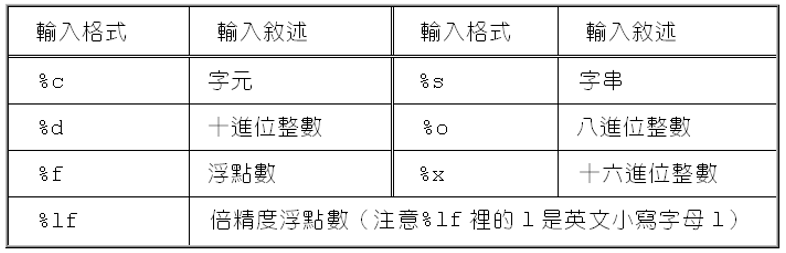 輸入格式 輸入敘述 輸入格式 輸入敘述
%c 字元 %s 字串
%d 十進位整數 %o 八進位整數
%f 浮點數 %x 十六進位整數
%lf 倍精度浮點數(注意%lf 裡的 l 是英文小寫字母 l)